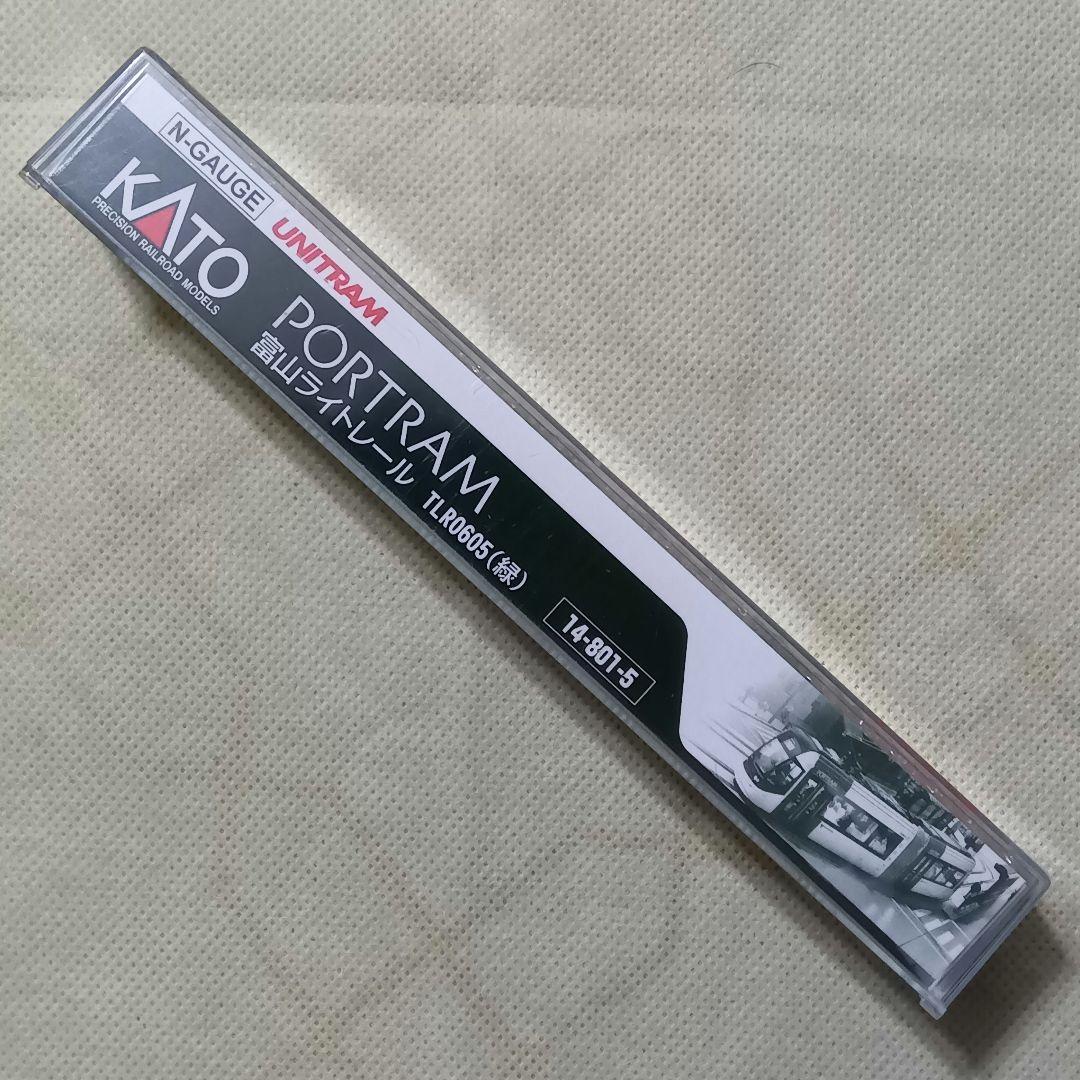 N-GAUGE
UNITRAM
KATO
PRECISION RAILROAD MODELS
PORTRAM
富山ライトレール TLR0605(緑)
14-801-5
PORTRAM